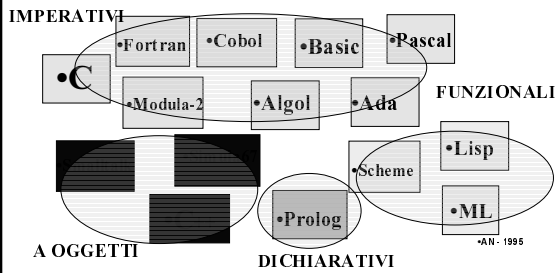 IMPERATIVI
•Fortran
•Cobol
•Basic
•Pascal
•C
•Modula-2
•Algol
•Ada
FUNZIONALI
•Scheme
•Lisp
•Prolog
•ML
•AN - 1995
A OGGETTI
DICHIARATIVI